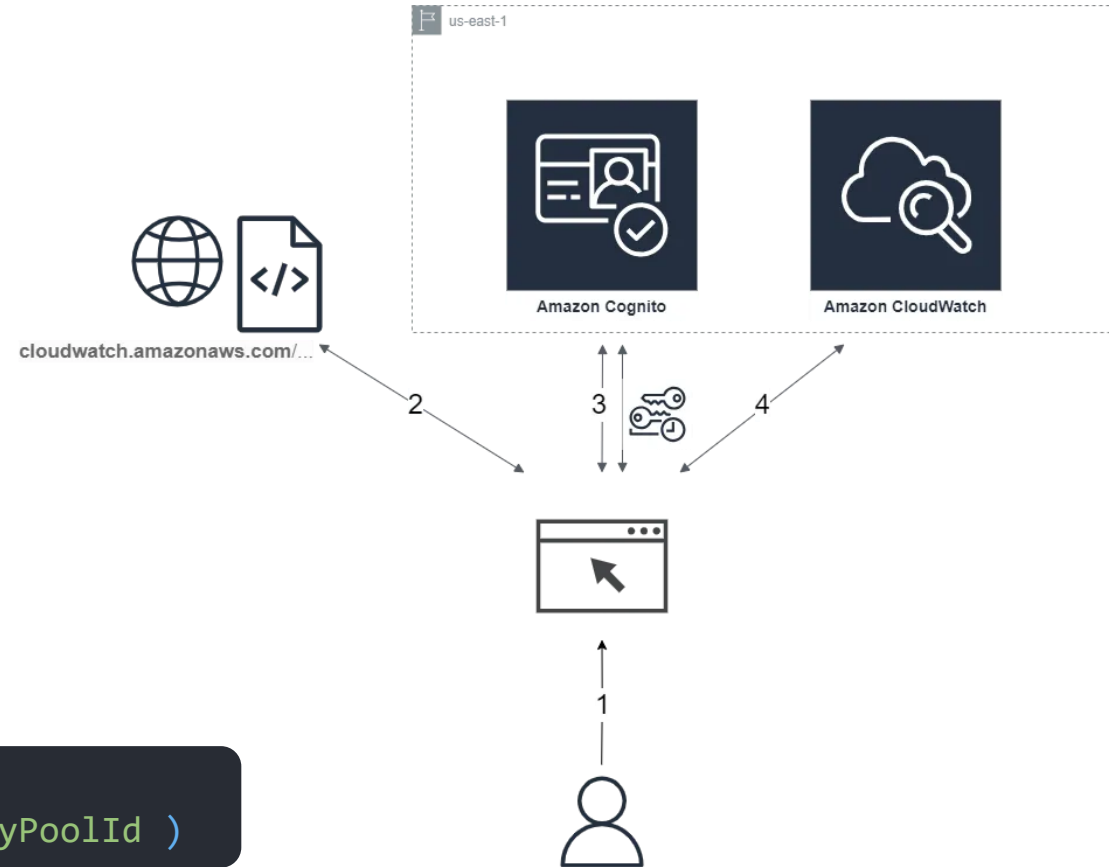 us-east-1
Amazon Cognito
Amazon CloudWatch
cloudwatch.amazonaws.com/...
2
3
4
1
yPoolId )